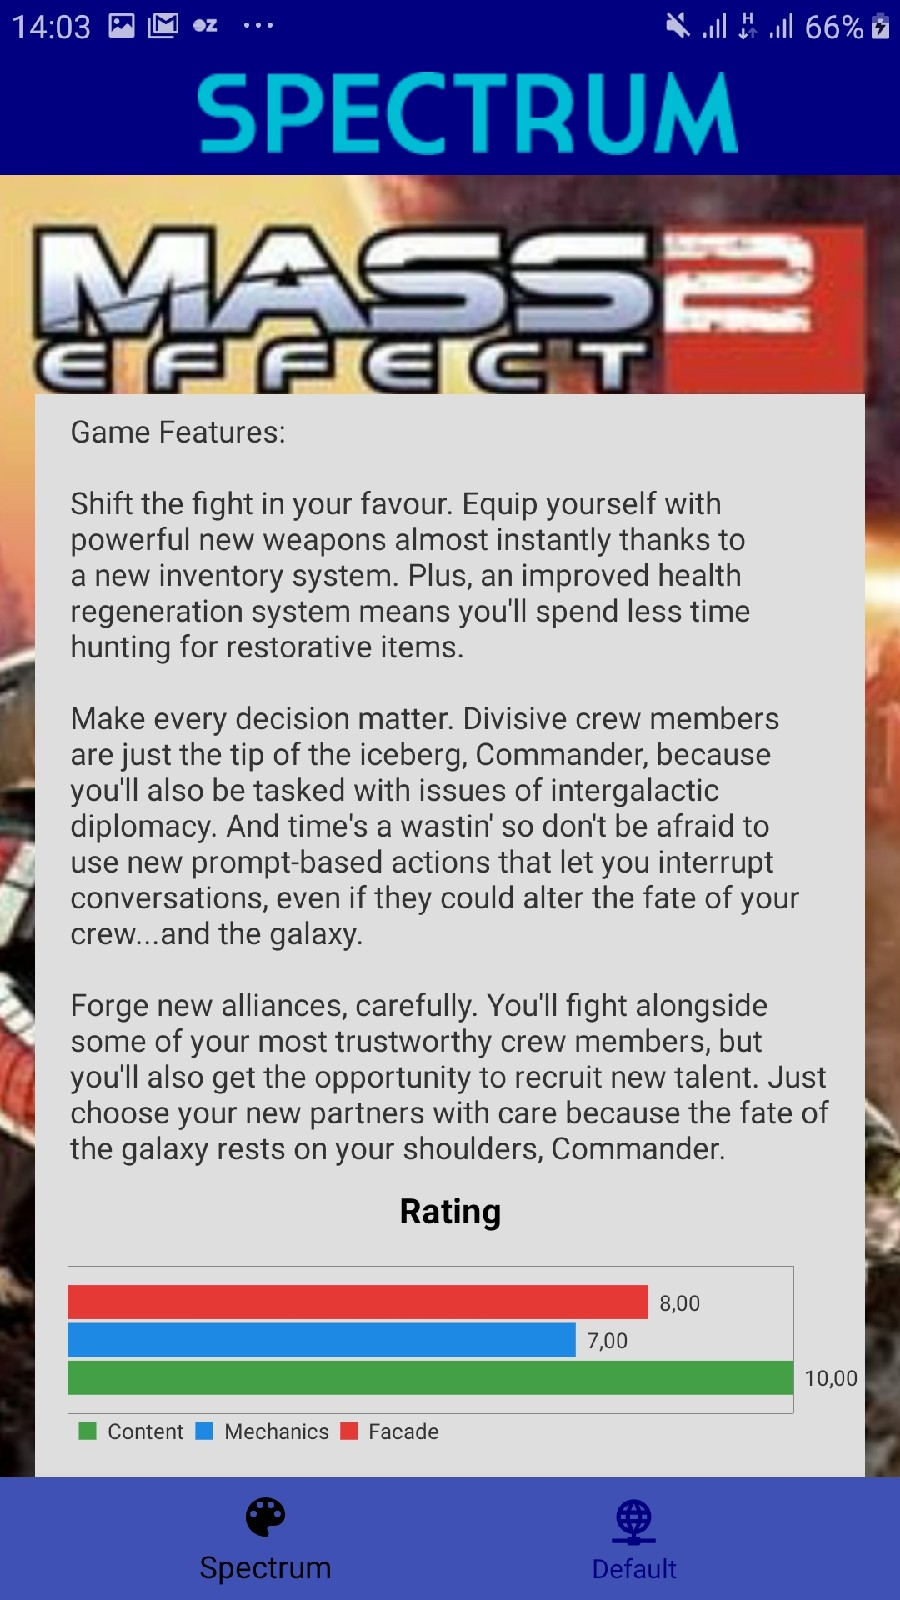 14:03
66%
SPECTRUM
MASS 2
EFFECT
Game Features:
Shift the fight in your favour. Equip yourself with
powerful new weapons almost instantly thanks to
a new inventory system. Plus, an improved health
regeneration system means you'll spend less time
hunting for restorative items.
Make every decision matter. Divisive crew members
are just the tip of the iceberg, Commander, because
you'll also be tasked with issues of intergalactic
diplomacy. And time's a wastin' so don't be afraid to
use new prompt-based actions that let you interrupt
conversations, even if they could alter the fate of your
crew...and the galaxy.
Forge new alliances, carefully. You'll fight alongside
some of your most trustworthy crew members, but
you'll also get the opportunity to recruit new talent. Just
choose your new partners with care because the fate of
the galaxy rests on your shoulders, Commander.
Rating
8,00
7,00
10,00
Content Mechanics Facade
Spectrum Default